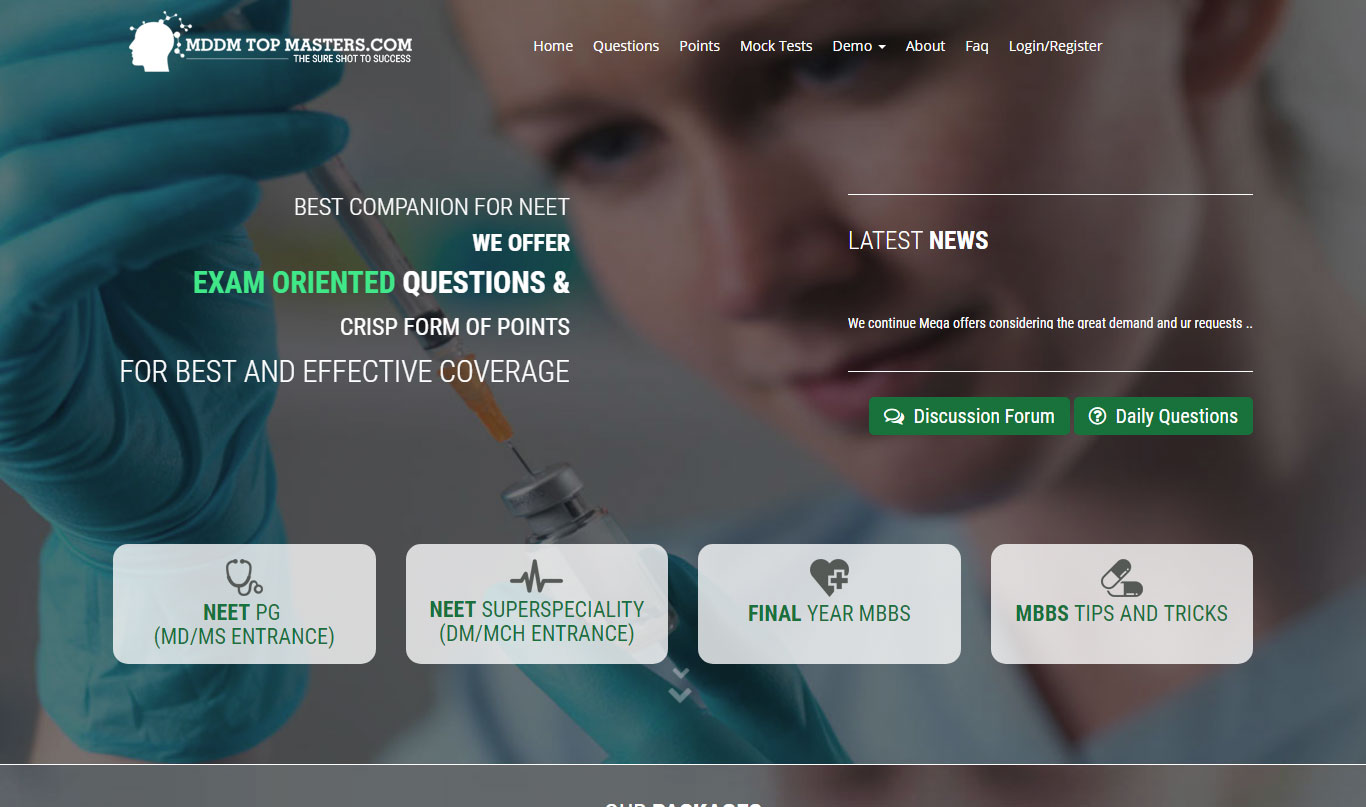 MDDM TOP MASTERS.COM
THE SURE SHOT TO SUCCESS
Home Questions Points Mock Tests Demo About Faq Login/Register
BEST COMPANION FOR NEET
WE OFFER
EXAM ORIENTED QUESTIONS &
CRISP FORM OF POINTS
FOR BEST AND EFFECTIVE COVERAGE
LATEST NEWS
We continue Mega offers considering the great demand and ur requests ..
Discussion Forum Daily Questions
NEET PG
(MD/MS ENTRANCE)
NEET SUPERSPECIALITY
(DM/MCH ENTRANCE)
FINAL YEAR MBBS
MBBS TIPS AND TRICKS
OUR PACKAGES